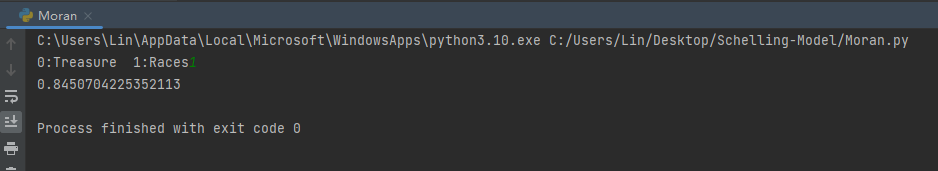 Moran
C:\Users\Lin\AppData\Local\Microsoft\WindowsApps\python3.10.exe C:/Users/Lin/Desktop/Schelling-Model/Moran.py
0:Treasure  1:Races1
0.8450704225352113
Process finished with exit code 0